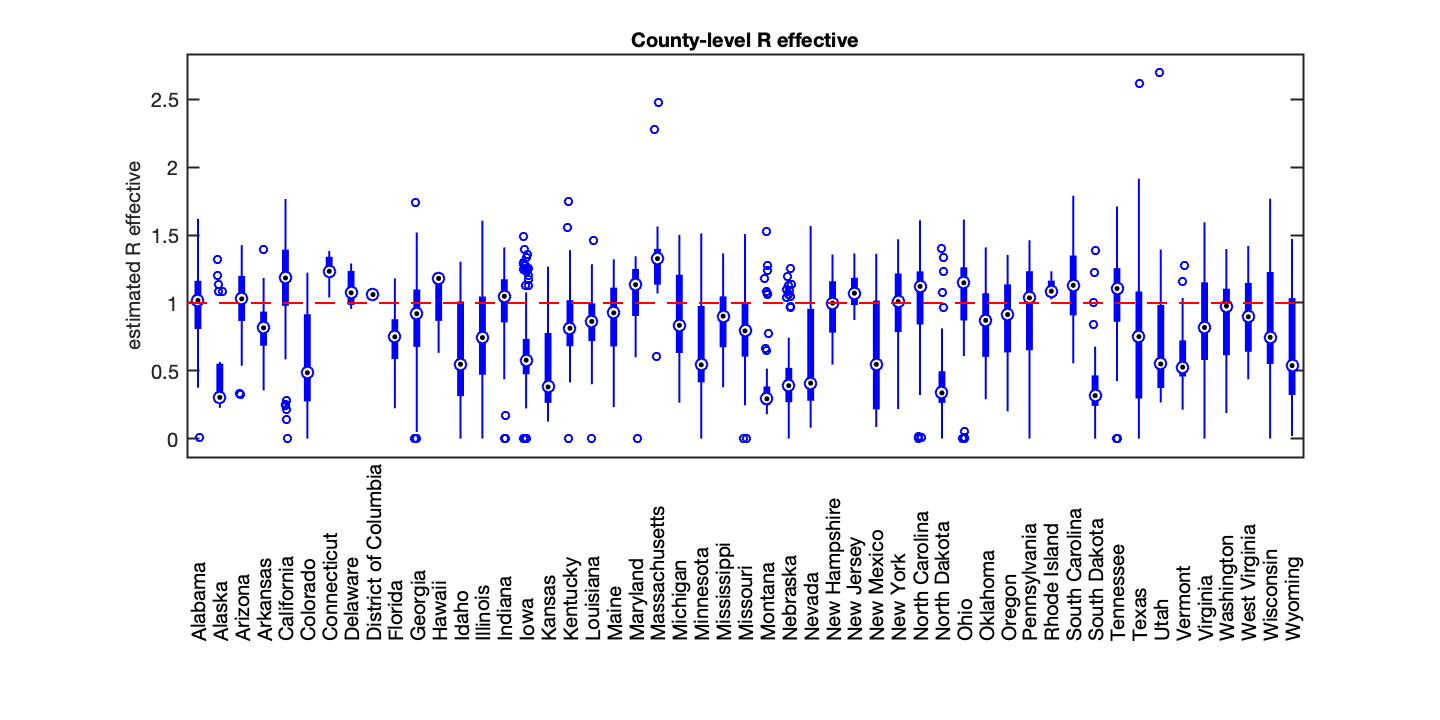 County-level R effective
estimated R effective
2.5
2
1.5
1
0.5
0
Alabama
Alaska
Arizona
Arkansas
California
Colorado
Connecticut
Delaware
District of Columbia
Florida
Georgia
Hawaii
Idaho
Illinois
Indiana
Iowa
Kansas
Kentucky
Louisiana
Maine
Maryland
Massachusetts
Michigan
Minnesota
Mississippi
Missouri
Montana
Nebraska
Nevada
New Hampshire
New Jersey
New Mexico
New York
North Carolina
North Dakota
Ohio
Oklahoma
Oregon
Pennsylvania
Rhode Island
South Carolina
South Dakota
Tennessee
Texas
Utah
Vermont
Virginia
Washington
West Virginia
Wisconsin
Wyoming